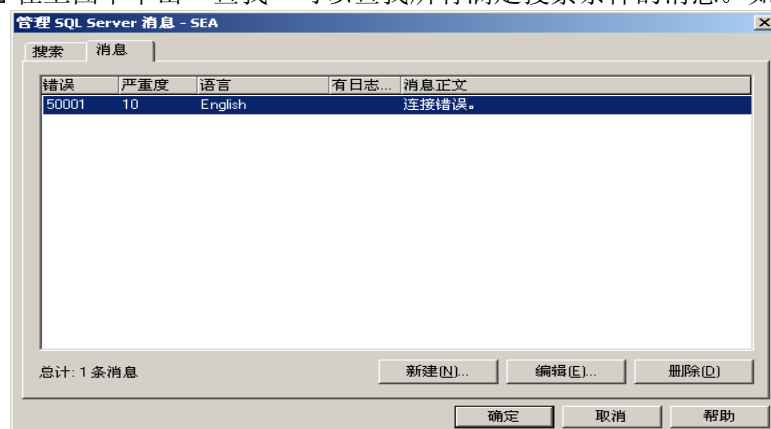 管理 SQL Server 消息 - SEA
搜索 消息
错误 严重度 语言 有日志... 消息正文
50001 10 English 连接错误。
总计: 1 条消息 新建(N)... 编辑(E)... 删除(D)
确定 取消 帮助